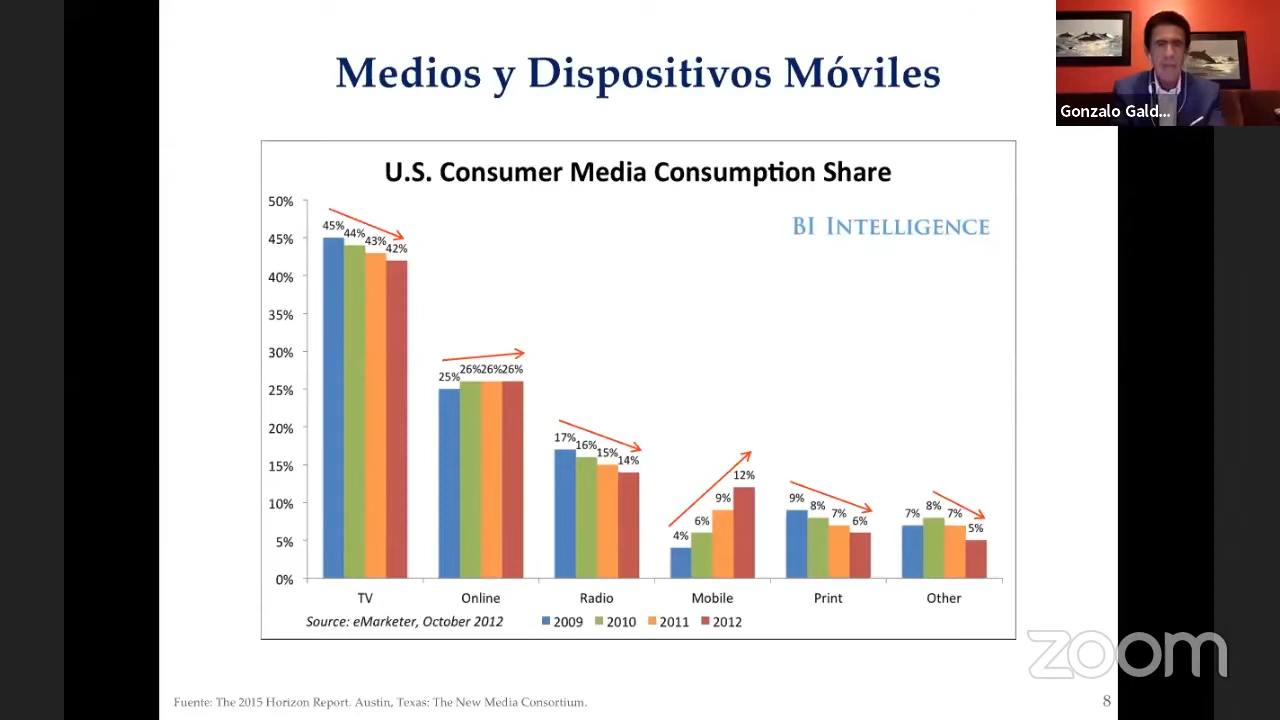 Medios y Dispositivos Móviles
Gonzalo Gald...
U.S. Consumer Media Consumption Share
BI INTELLIGENCE
50%
45%
40%
35%
30%
25%
20%
15%
10%
5%
0%
45% 44% 43% 42%
25% 26% 26% 26%
17% 16% 15% 14%
4% 6% 9% 12%
9% 8% 7% 6%
7% 8% 7% 5%
TV Online Radio Mobile Print Other
Source: eMarketer, October 2012 2009 2010 2011 2012
zoom
Fuente: The 2015 Horizon Report. Austin, Texas: The New Media Consortium. 8